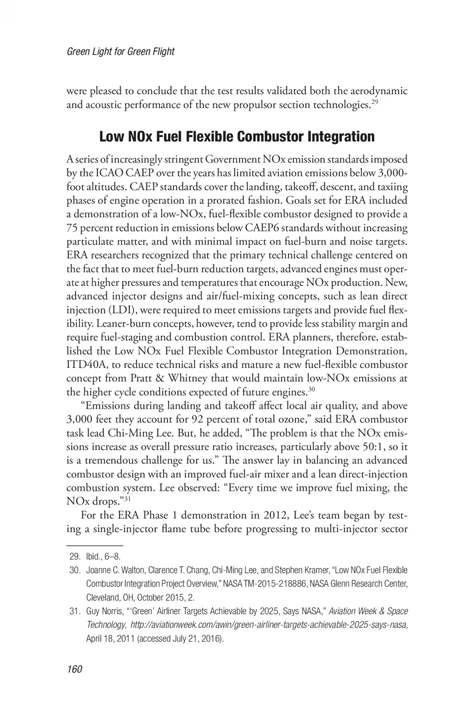 Green Light for Green Flight
were pleased to conclude that the test results validated both the aerodynamic
and acoustic performance of the new propulsor section technologies.29
Low NOx Fuel Flexible Combustor Integration
A series of increasingly stringent Government NOx emission standards imposed
by the ICAO CAEP over the years has limited aviation emissions below 3,000-
foot altitudes. CAEP standards cover the landing, takeoff, descent, and taxiing
phases of engine operation in a prorated fashion. Goals set for ERA included
a demonstration of a low-NOx, fuel-flexible combustor designed to provide a
75 percent reduction in emissions below CAEP6 standards without increasing
particulate matter, and with minimal impact on fuel-burn and noise targets.
ERA researchers recognized that the primary technical challenge centered on
the fact that to meet fuel-burn reduction targets, advanced engines must oper-
ate at higher pressures and temperatures that encourage NOx production. New,
advanced injector designs and air/fuel-mixing concepts, such as lean direct
injection (LDI), were required to meet emissions targets and provide fuel flex-
ibility. Leaner-burn concepts, however, tend to provide less stability margin and
require fuel-staging and combustion control. ERA planners, therefore, estab-
lished the Low NOx Fuel Flexible Combustor Integration Demonstration,
ITD40A, to reduce technical risks and mature a new fuel-flexible combustor
concept from Pratt & Whitney that would maintain low-NOx emissions at
the higher cycle conditions expected of future engines.30
"Emissions during landing and takeoff affect local air quality, and above
3,000 feet they account for 92 percent of total ozone," said ERA combustor
task lead Chi-Ming Lee. But, he added, "The problem is that the NOx emis-
sions increase as overall pressure ratio increases, particularly above 50:1, so it
is a tremendous challenge for us." The answer lay in balancing an advanced
combustor design with an improved fuel-air mixer and a lean direct-injection
combustion system. Lee observed: "Every time we improve fuel mixing, the
NOx drops."31
For the ERA Phase 1 demonstration in 2012, Lee's team began by test-
ing a single-injector flame tube before progressing to multi-injector sector
29. Ibid., 6–8.
30. Joanne C. Walton, Clarence T. Chang, Chi-Ming Lee, and Stephen Kramer, "Low NOx Fuel Flexible
Combustor Integration Project Overview," NASA TM-2015-218886, NASA Glenn Research Center,
Cleveland, OH, October 2015, 2.
31. Guy Norris, "'Green' Airliner Targets Achievable by 2025, Says NASA," Aviation Week & Space
Technology, http://aviationweek.com/awin/green-airliner-targets-achievable-2025-says-nasa,
April 18, 2011 (accessed July 21, 2016).
160